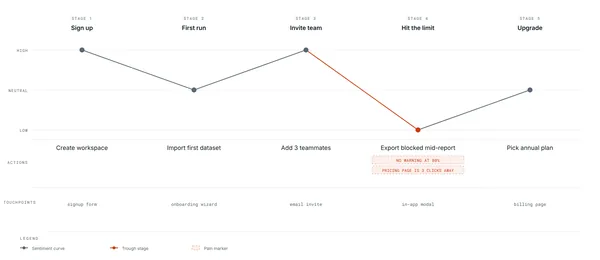 STAGE 1 STAGE 2 STAGE 3 STAGE 4 STAGE 5
Sign up First run Invite team Hit the limit Upgrade
HIGH
NEUTRAL
LOW
Create workspace Import first dataset Add 3 teammates Export blocked mid-report Pick annual plan
ACTIONS
NO WARNING AT 80%
PRICING PAGE IS 3 CLICKS AWAY
TOUCHPOINTS
signup form onboarding wizard email invite in-app modal billing page
LEGEND
Sentiment curve Trough stage Pain marker